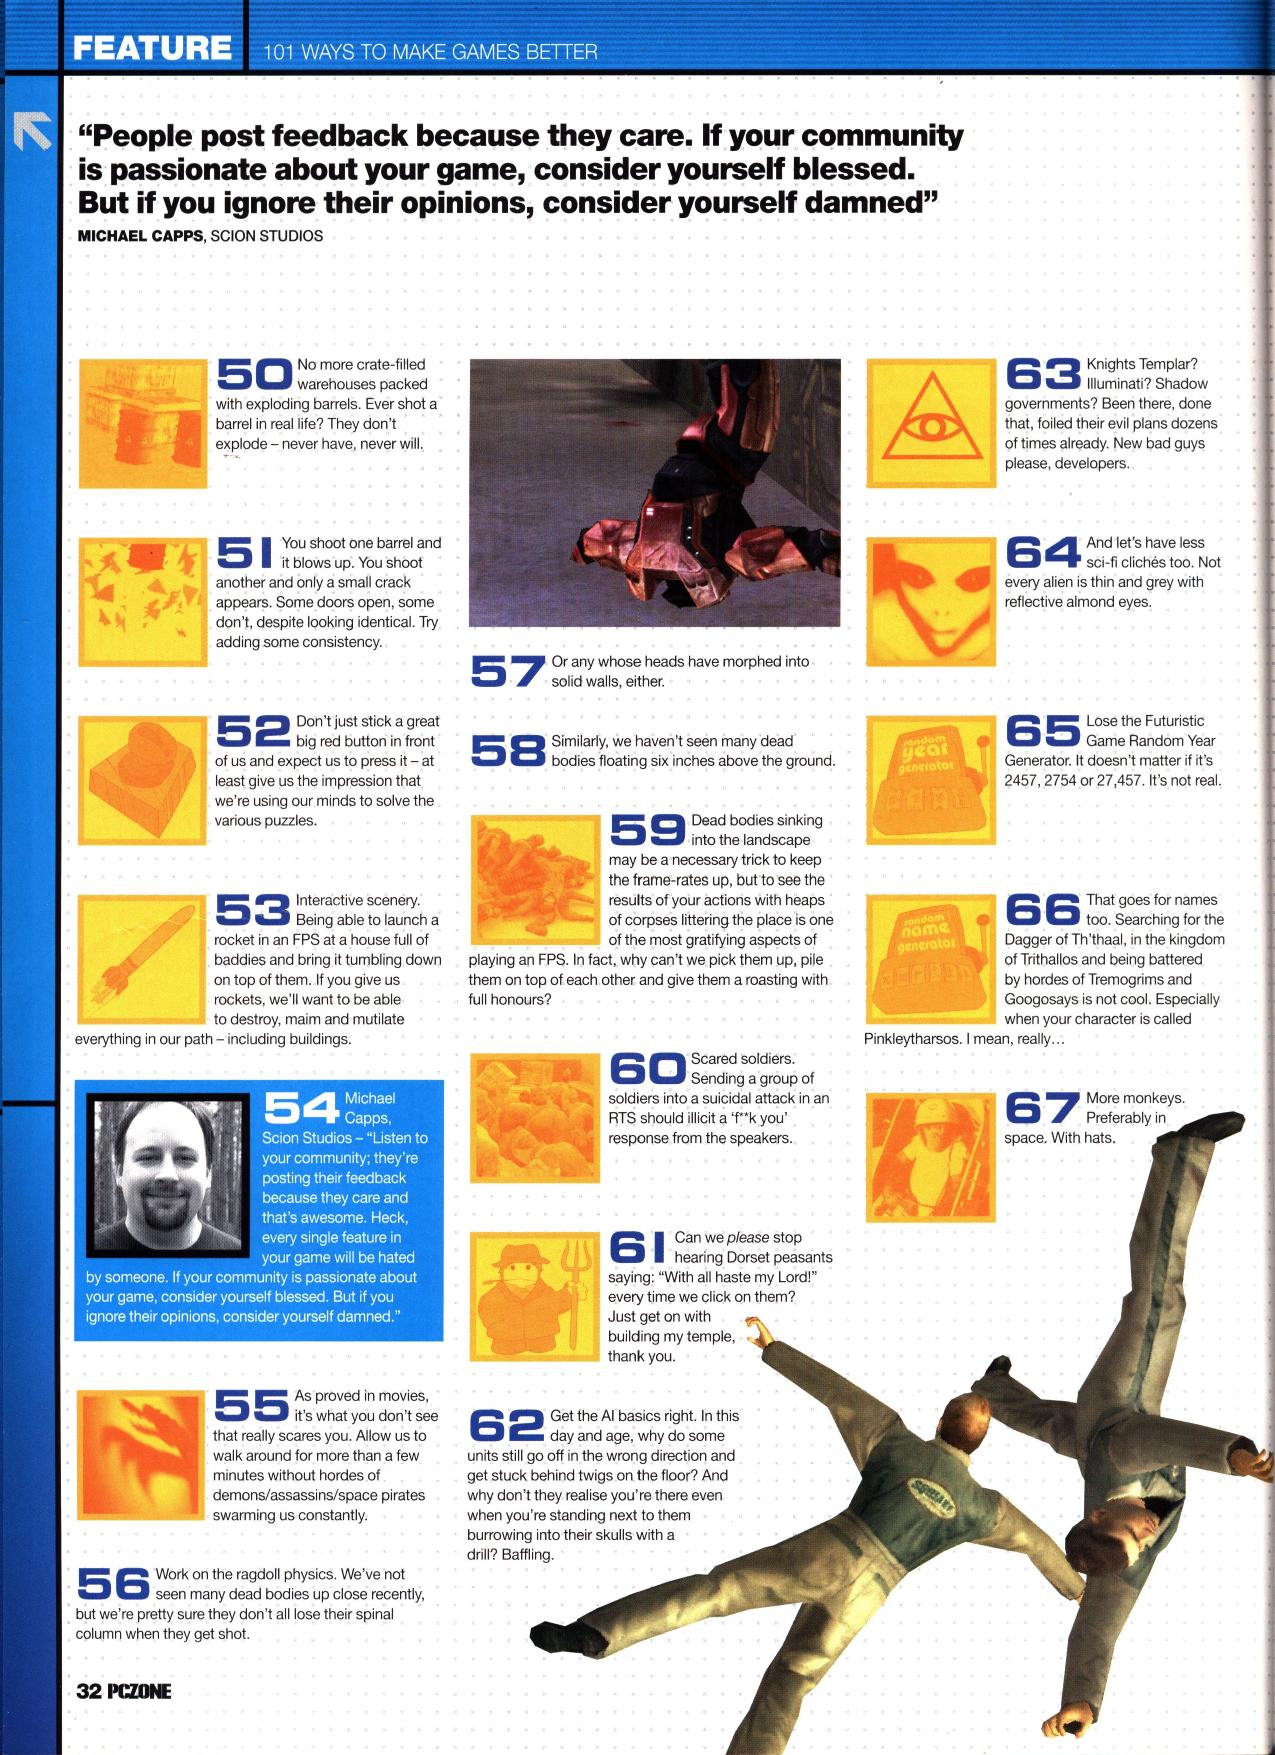 FEATURE
101 WAYS TO MAKE GAMES BETTER
“People post feedback because they care. If your community
is passionate about your game, consider yourself blessed.
But if you ignore their opinions, consider yourself damned”
MICHAEL CAPPS, SCION STUDIOS
50 No more crate-filled
warehouses packed
with exploding barrels. Ever shot a
barrel in real life? They don’t
explode – never have, never will.
51 You shoot one barrel and
it blows up. You shoot
another and only a small crack
appears. Some doors open, some
don’t, despite looking identical. Try
adding some consistency.
52 Don’t just stick a great
big red button in front
of us and expect us to press it – at
least give us the impression that
we’re using our minds to solve the
various puzzles.
53 Interactive scenery.
Being able to launch a
rocket in an FPS at a house full of
baddies and bring it tumbling down
on top of them. If you give us
rockets, we’ll want to be able
to destroy, maim and mutilate
everything in our path – including buildings.
54 Michael
Capps,
Scion Studios – “Listen to
your community; they’re
posting their feedback
because they care and
that’s awesome. Heck,
every single feature in
your game will be hated
by someone. If your community is passionate about
your game, consider yourself blessed. But if you
ignore their opinions, consider yourself damned.”
55 As proved in movies,
it’s what you don’t see
that really scares you. Allow us to
walk around for more than a few
minutes without hordes of
demons/assassins/space pirates
swarming us constantly.
56 Work on the ragdoll physics. We’ve not
seen many dead bodies up close recently,
but we’re pretty sure they don’t all lose their spinal
column when they get shot.
57 Or any whose heads have morphed into
solid walls, either.
58 Similarly, we haven’t seen many dead
bodies floating six inches above the ground.
59 Dead bodies sinking
into the landscape
may be a necessary trick to keep
the frame-rates up, but to see the
results of your actions with heaps
of corpses littering the place is one
of the most gratifying aspects of
playing an FPS. In fact, why can’t we pick them up, pile
them on top of each other and give them a roasting with
full honours?
60 Scared soldiers.
Sending a group of
soldiers into a suicidal attack in an
RTS should illicit a ‘f**k you’
response from the speakers.
61 Can we please stop
hearing Dorset peasants
saying: “With all haste my Lord!”
every time we click on them?
Just get on with
building my temple,
thank you.
62 Get the AI basics right. In this
day and age, why do some
units still go off in the wrong direction and
get stuck behind twigs on the floor? And
why don’t they realise you’re there even
when you’re standing next to them
burrowing into their skulls with a
drill? Baffling.
63 Knights Templar?
Illuminati? Shadow
governments? Been there, done
that, foiled their evil plans dozens
of times already. New bad guys
please, developers.
64 And let’s have less
sci-fi clichés too. Not
every alien is thin and grey with
reflective almond eyes.
random
year
generator
65 Lose the Futuristic
Game Random Year
Generator. It doesn’t matter if it’s
2457, 2754 or 27,457. It’s not real.
random
name
generator
66 That goes for names
too. Searching for the
Dagger of Th’thaal, in the kingdom
of Trithallos and being battered
by hordes of Tremogrims and
Googosays is not cool. Especially
when your character is called
Pinkleytharsos. I mean, really…
67 More monkeys.
Preferably in
space. With hats.
32 PCZONE